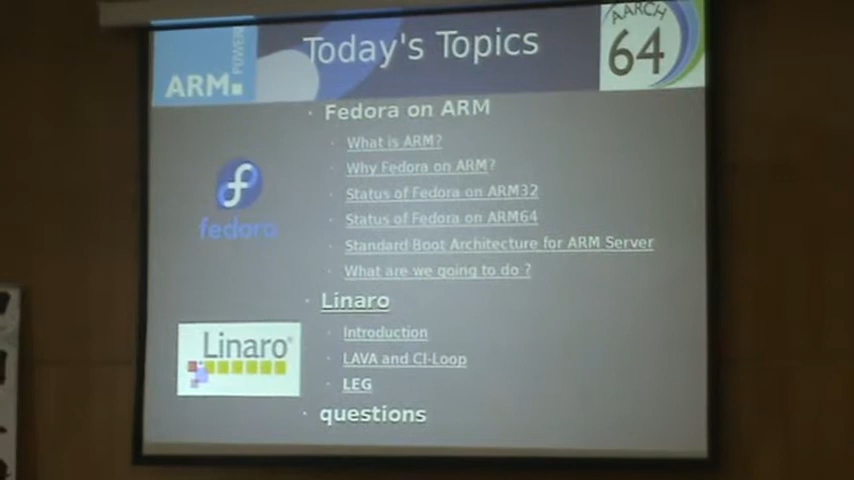 ARM
POWERED
Today's Topics
AARCH
64
Fedora on ARM
What is ARM?
Why Fedora on ARM?
Status of Fedora on ARM32
Status of Fedora on ARM64
Standard Boot Architecture for ARM Server
What are we going to do ?
fedora
Linaro
Introduction
LAVA and CI-Loop
LEG
Linaro
questions